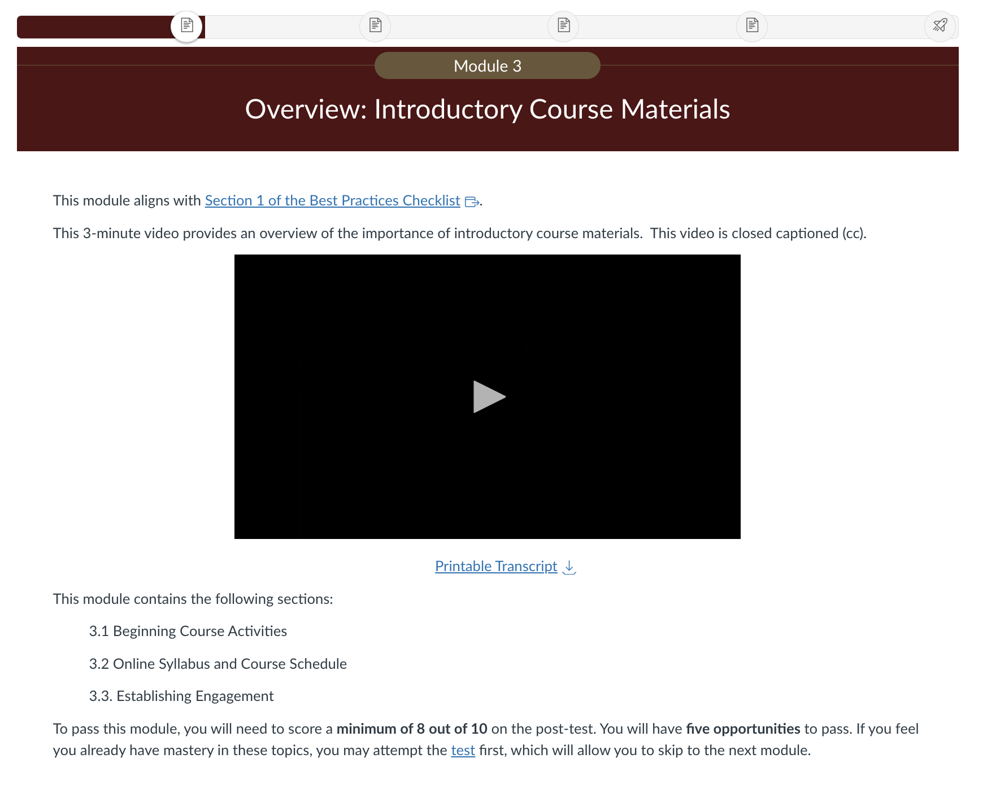 Module 3
Overview: Introductory Course Materials
This module aligns with Section 1 of the Best Practices Checklist.
This 3-minute video provides an overview of the importance of introductory course materials.  This video is closed captioned (cc).
Printable Transcript
This module contains the following sections:
3.1 Beginning Course Activities
3.2 Online Syllabus and Course Schedule
3.3. Establishing Engagement
To pass this module, you will need to score a minimum of 8 out of 10 on the post-test. You will have five opportunities to pass. If you feel
you already have mastery in these topics, you may attempt the test first, which will allow you to skip to the next module.